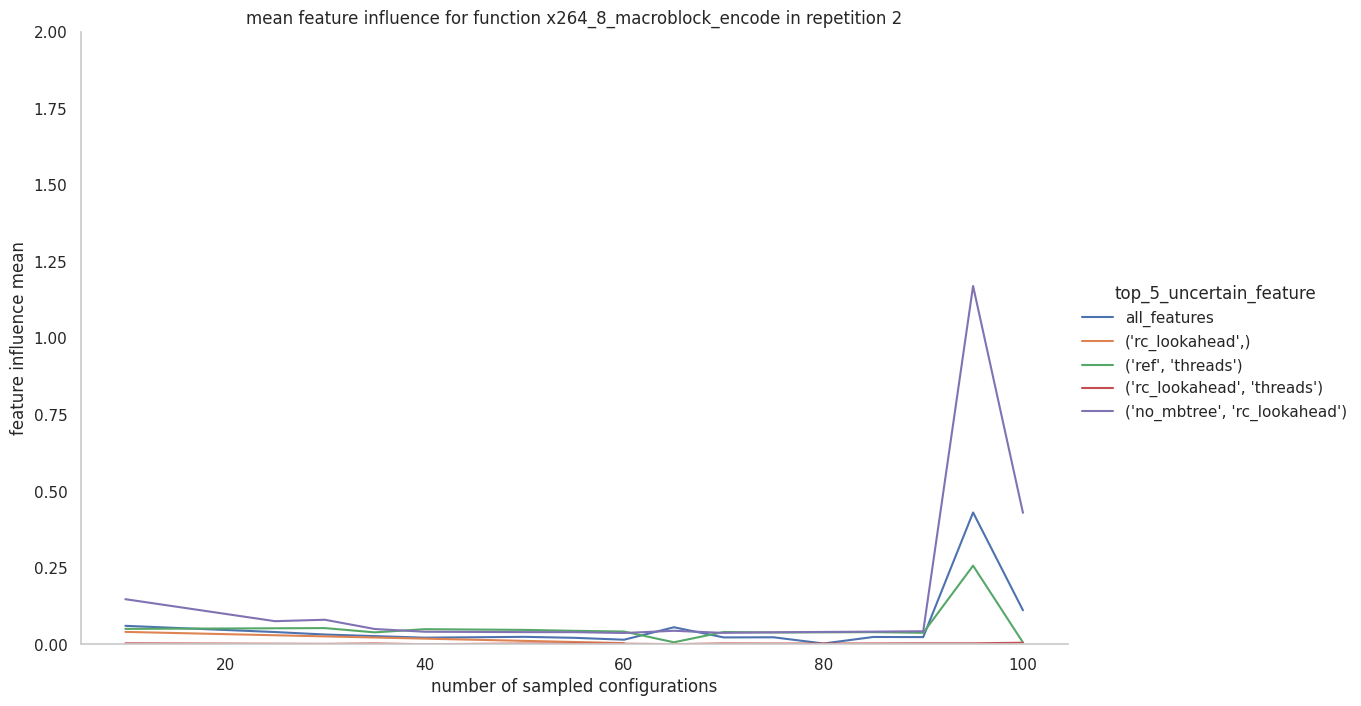 mean feature influence for function x264_8_macroblock_encode in repetition 2
2.00
1.75
1.50
1.25
1.00
0.75
0.50
0.25
0.00
feature influence mean
20
40
60
80
100
number of sampled configurations
top_5_uncertain_feature
all_features
('rc_lookahead',)
('ref', 'threads')
('rc_lookahead', 'threads')
('no_mbtree', 'rc_lookahead')